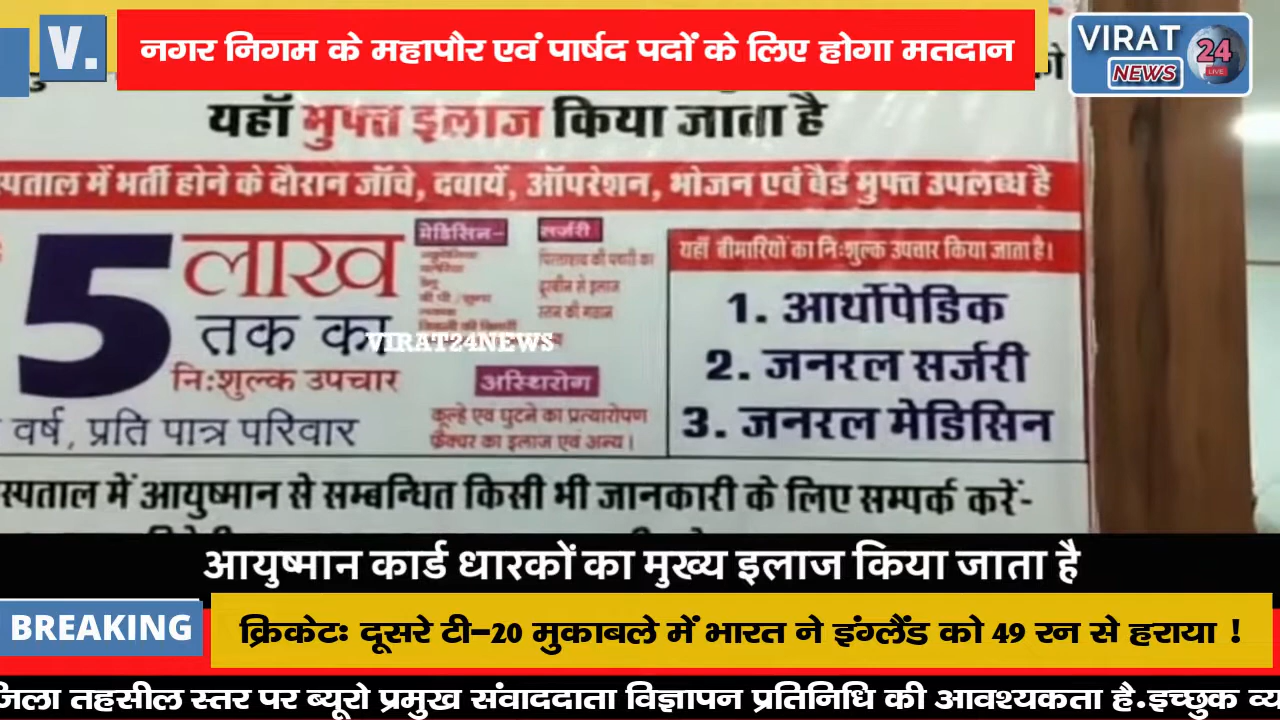 V.
नगर निगम के महापौर एवं पार्षद पदों के लिए होगा मतदान
VIRAT 24
NEWS LIVE
यहाॅ मुफ्त इलाज किया जाता है
स्पताल में भर्ती होने के दौरान जाॅचे, दवायें, ऑपरेशन, भोजन एवं बैड मुफ्त उपलब्ध है
5 लाख
तक का
निःशुल्क उपचार
वर्ष, प्रति पात्र परिवार
मेडिसिन-
सर्जरी
दूरबीन से इलाज
VIRAT24NEWS
अस्थिरोग
कूल्हे एवं घुटने का प्रत्यारोपण
फ्रैक्चर का इलाज एवं अन्य।
यहाॅ बीमारियों का निःशुल्क उपचार किया जाता है।
1. आर्थोपेडिक
2. जनरल सर्जरी
3. जनरल मेडिसिन
स्पताल में आयुष्मान से सम्बन्धित किसी भी जानकारी के लिए सम्पर्क करें-
आयुष्मान कार्ड धारकों का मुख्य इलाज किया जाता है
BREAKING
क्रिकेटः दूसरे टी-20 मुकाबले में भारत ने इंग्लैंड को 49 रन से हराया !
जिला तहसील स्तर पर ब्यूरो प्रमुख संवाददाता विज्ञापन प्रतिनिधि की आवश्यकता है.इच्छुक व्य